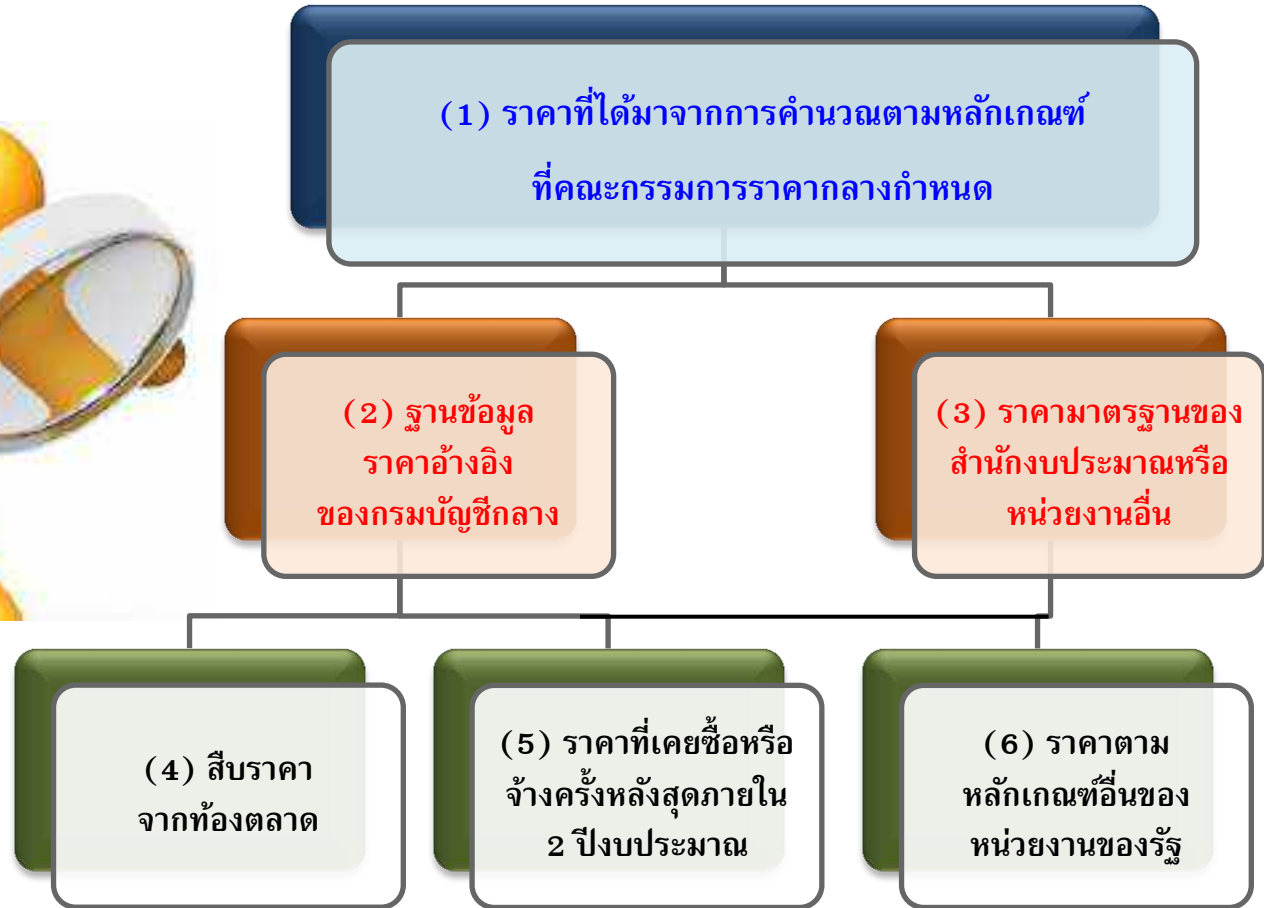 (1) ราคาที่ได้มาจากการคำนวณตามหลักเกณฑ์
ที่คณะกรรมการราคากลางกำหนด
(2) ฐานข้อมูล
ราคาอ้างอิง
ของกรมบัญชีกลาง
(3) ราคามาตรฐานของ
สำนักงบประมาณหรือ
หน่วยงานอื่น
(4) สืบราคา
จากท้องตลาด
(5) ราคาที่เคยซื้อหรือ
จ้างครั้งหลังสุดภายใน
2 ปีงบประมาณ
(6) ราคาตาม
หลักเกณฑ์อื่นของ
หน่วยงานของรัฐ